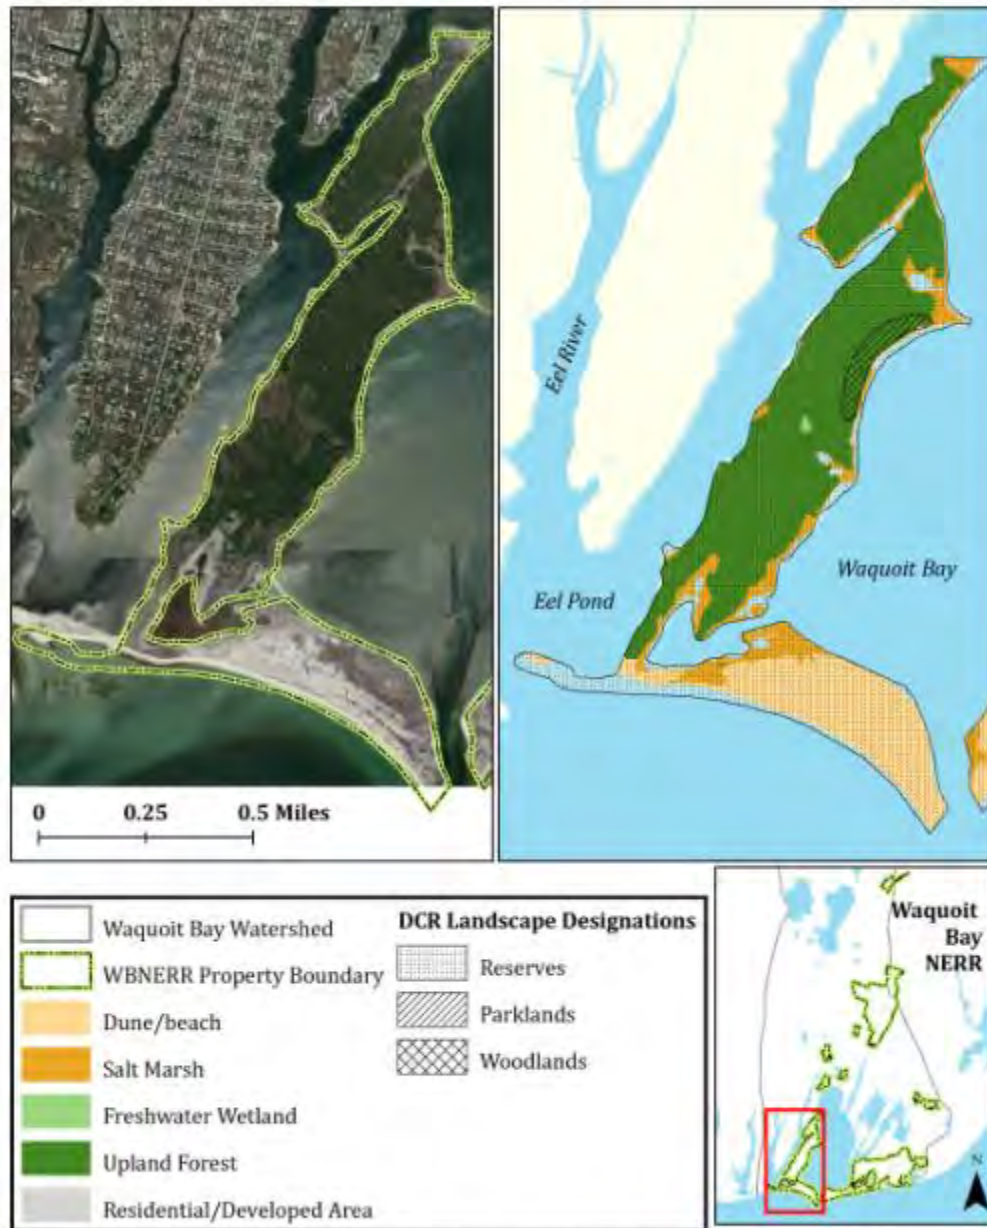 Eel River
Waquoit Bay
Eel Pond
0 0.25 0.5 Miles
Waquoit Bay Watershed
WBNERR Property Boundary
Dune/beach
Salt Marsh
Freshwater Wetland
Upland Forest
Residential/Developed Area
DCR Landscape Designations
Reserves
Parklands
Woodlands
Waquoit
Bay
NERR
N